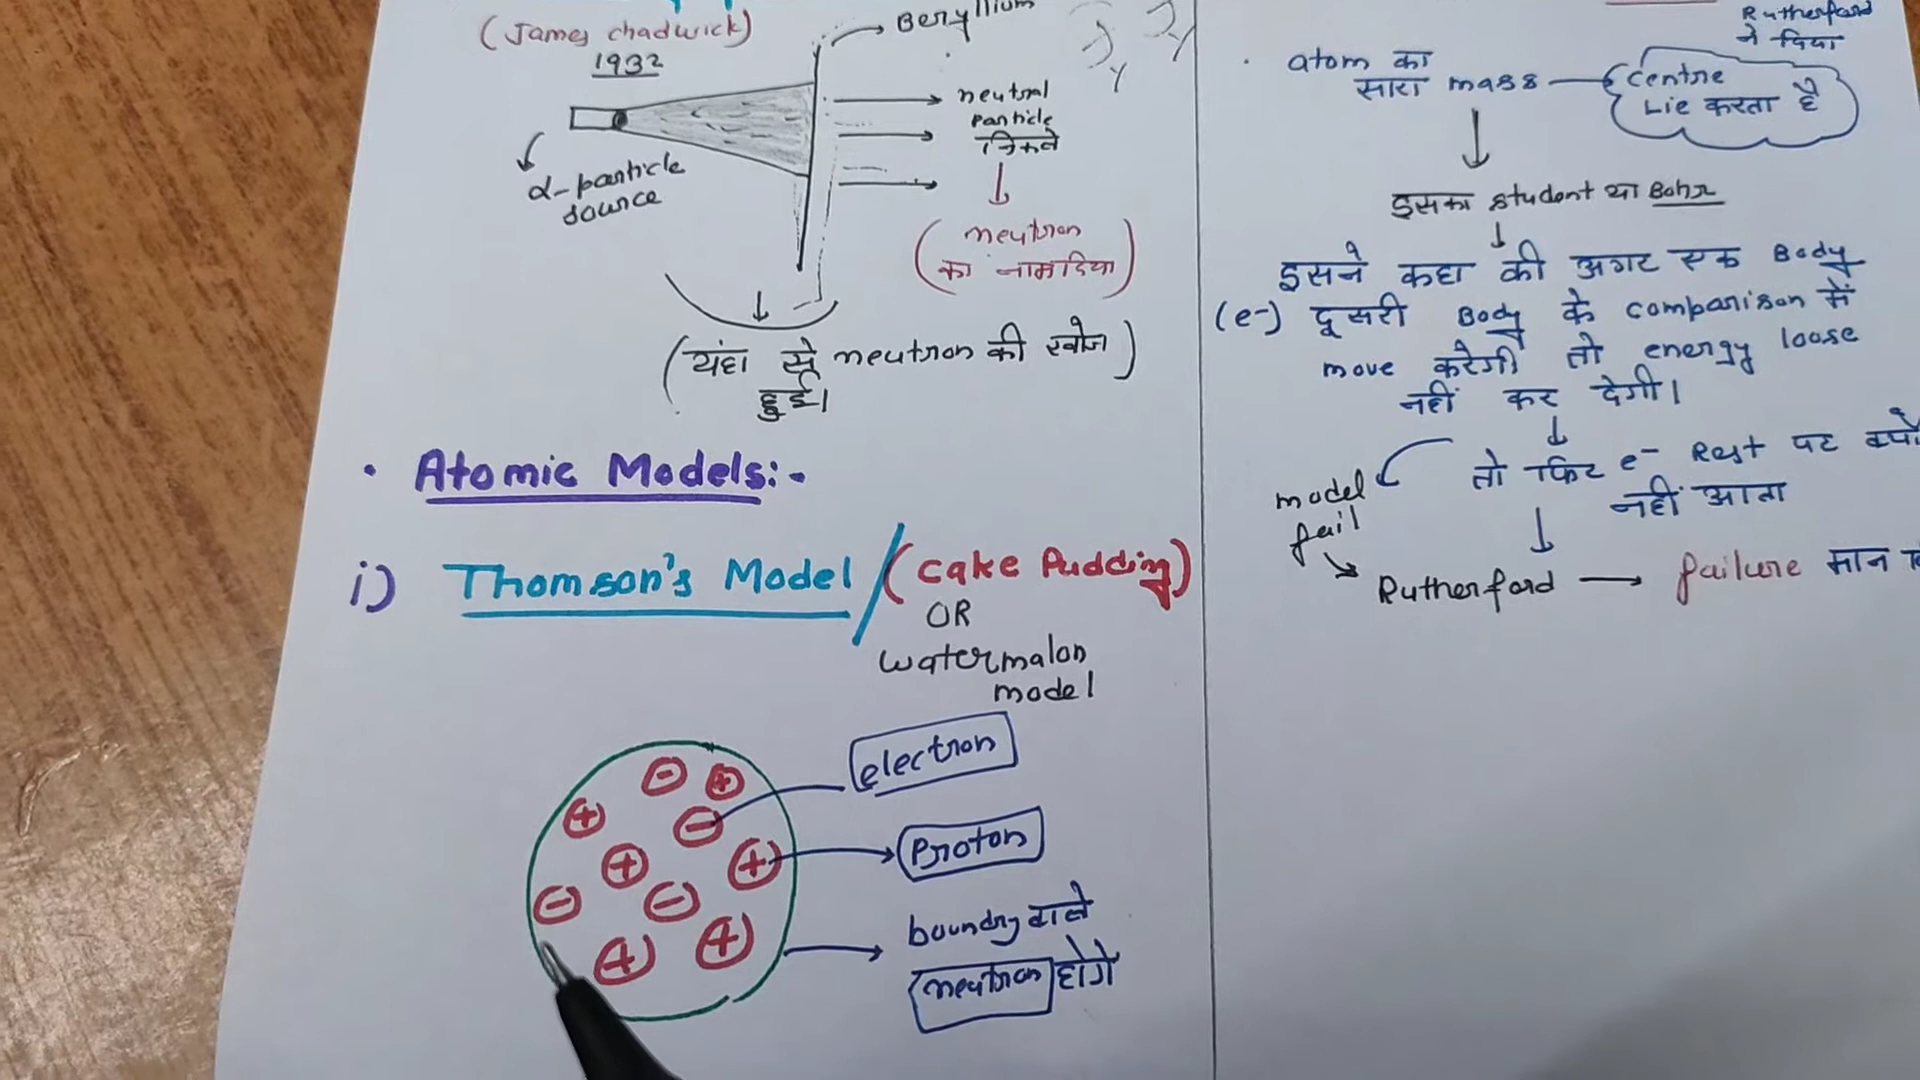 (James chadwick)
1932
Beryllium
α-particle
source
neutral
particle
निकले
(neutron
का नाम दिया)
(यंहा से neutron की खोज)
हुई।
• Atomic Models:-
i) Thomson's Model / (Cake Pudding)
OR
watermalon
model
electron
Proton
boundry वाले
neutron होंगे
Rutherford
ने दिया
atom का
सारा mass
Centre
Lie करता है
इसका student था Bohr
इसने कहा की अगर एक Body
(e-) दूसरी Body के comparison में
move करेगी तो energy loose
नहीं कर देगी।
तो फिर e- Rest पर क्यों
नहीं आता
model
fail
Rutherford → failure मान